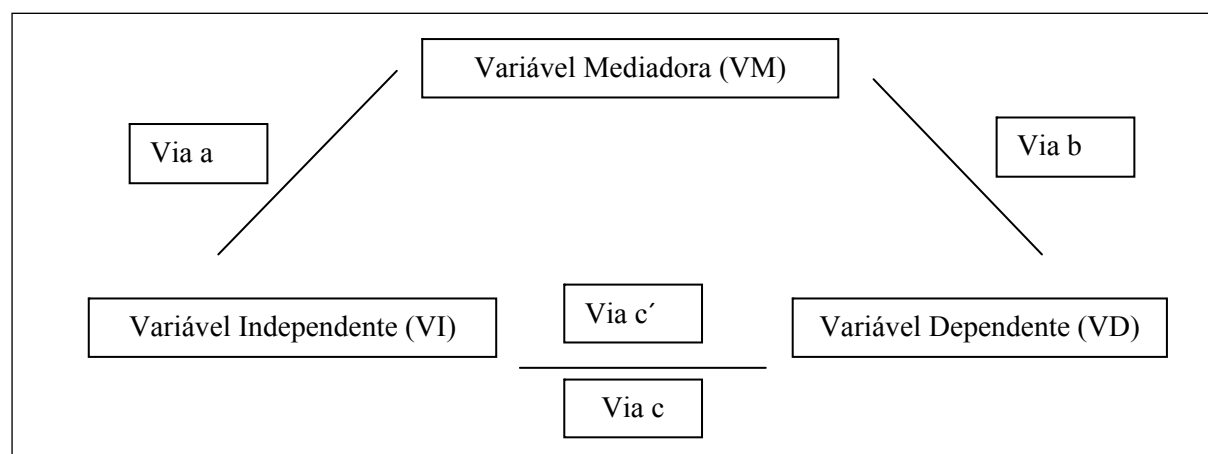 Variável Mediadora (VM)
Via a
Via b
Via c´
Variável Independente (VI)
Variável Dependente (VD)
Via c